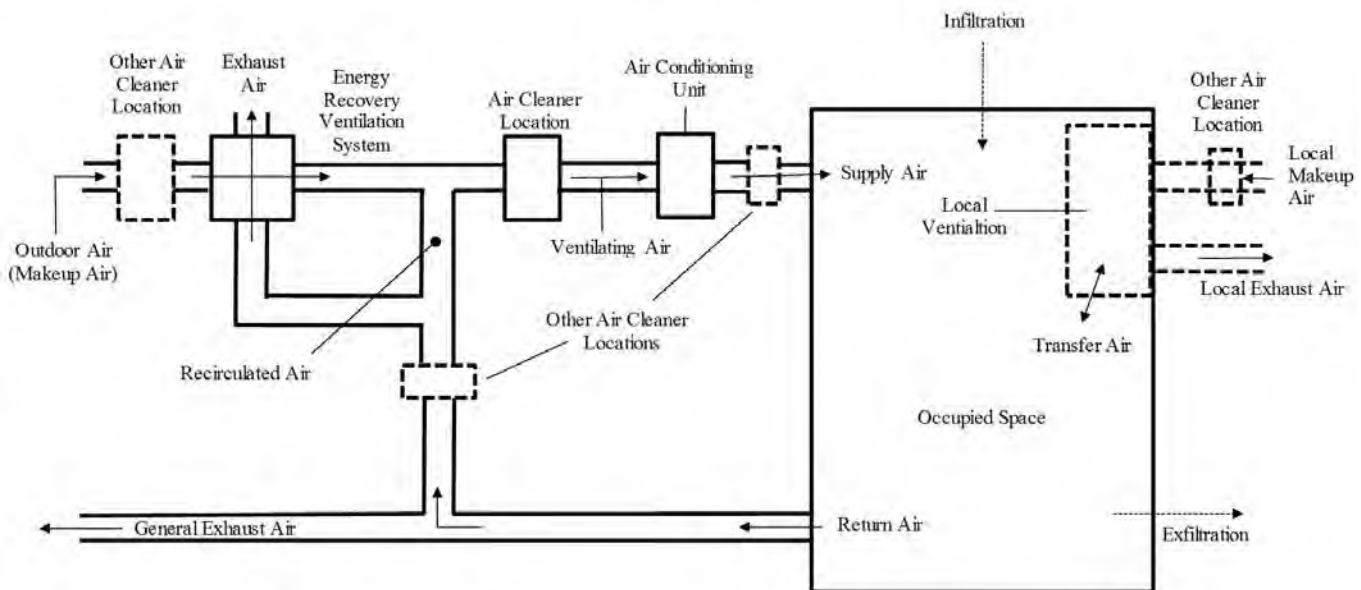 Infiltration
Other Air
Cleaner
Location
Exhaust
Air
Energy
Recovery
Ventilation
System
Air Cleaner
Location
Air Conditioning
Unit
Other Air
Cleaner
Location
Supply Air
Local
Makeup
Air
Local
Ventialtion
Outdoor Air
(Makeup Air)
Ventilating Air
Local Exhaust Air
Other Air Cleaner
Locations
Transfer Air
Recirculated Air
Occupied Space
General Exhaust Air
Return Air
Exfiltration